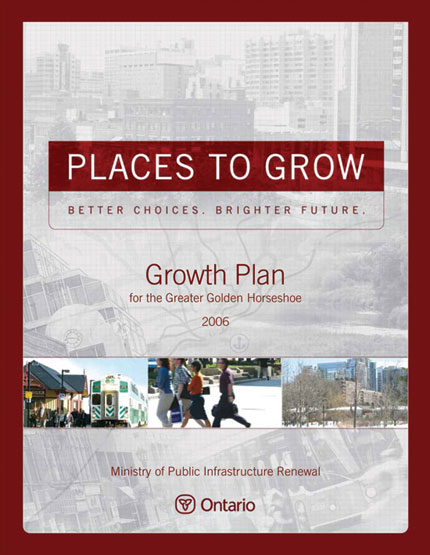 PLACES TO GROW
BETTER CHOICES. BRIGHTER FUTURE.
Growth Plan
for the Greater Golden Horseshoe
2006
Ministry of Public Infrastructure Renewal
Ontario